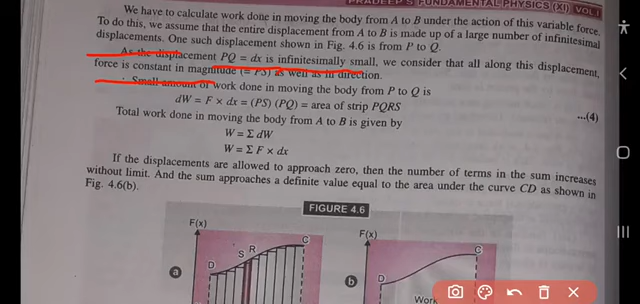 PRADEEP'S FUNDAMENTAL PHYSICS (XI) VOL.I
We have to calculate work done in moving the body from A to B under the action of this variable force.
To do this, we assume that the entire displacement from A to B is made up of a large number of infinitesimal
displacements. One such displacement shown in Fig. 4.6 is from P to Q.
As the displacement PQ = dx is infinitesimally small, we consider that all along this displacement,
force is constant in magnitude (= PS) as well as in direction.
∴ Small amount of work done in moving the body from P to Q is
dW = F × dx = (PS) (PQ) = area of strip PQRS ...(4)
Total work done in moving the body from A to B is given by
W = Σ dW
W = Σ F × dx
If the displacements are allowed to approach zero, then the number of terms in the sum increases
without limit. And the sum approaches a definite value equal to the area under the curve CD as shown in
Fig. 4.6(b).
FIGURE 4.6
F(x)
C
S R
D
a
F(x)
C
D
b
Work